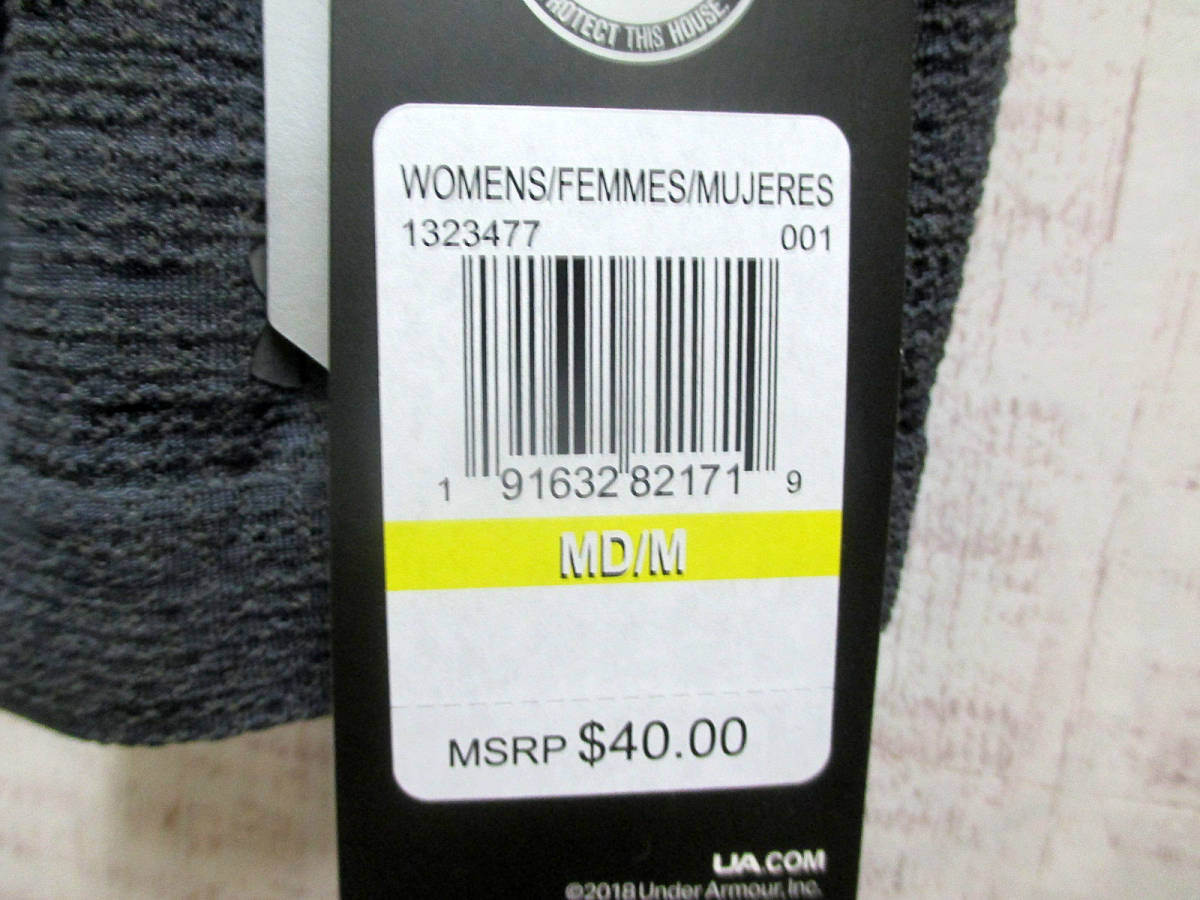 PROTECT THIS HOUSE.
WOMENS/FEMMES/MUJERES
1323477 001
1 91632 82171 9
MD/M
MSRP $40.00
UA.COM
©2018 Under Armour, Inc.